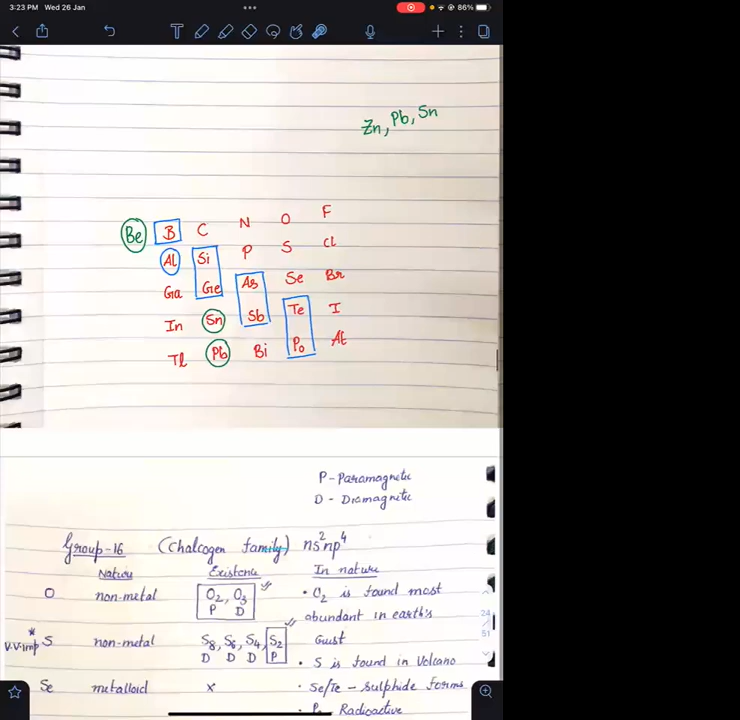 3:23 PM Wed 26 Jan
86%
Zn, Pb, Sn
Be B C N O F
Al Si P S Cl
Ga Ge As Se Br
In Sn Sb Te I
Tl Pb Bi Po At
P - Paramagnetic
D - Diamagnetic
Group-16 (Chalcogen family) ns²np⁴
Nature Existence In nature
O non-metal O₂, O₃ • O₂ is found most
P D abundant in earth's
* V.V.imp S non-metal S₈, S₆, S₄, S₂ Crust
D D D P • S is found in Volcano
Se metalloid x • Se/Te - sulphide forms
• Po Radioactive
24
51